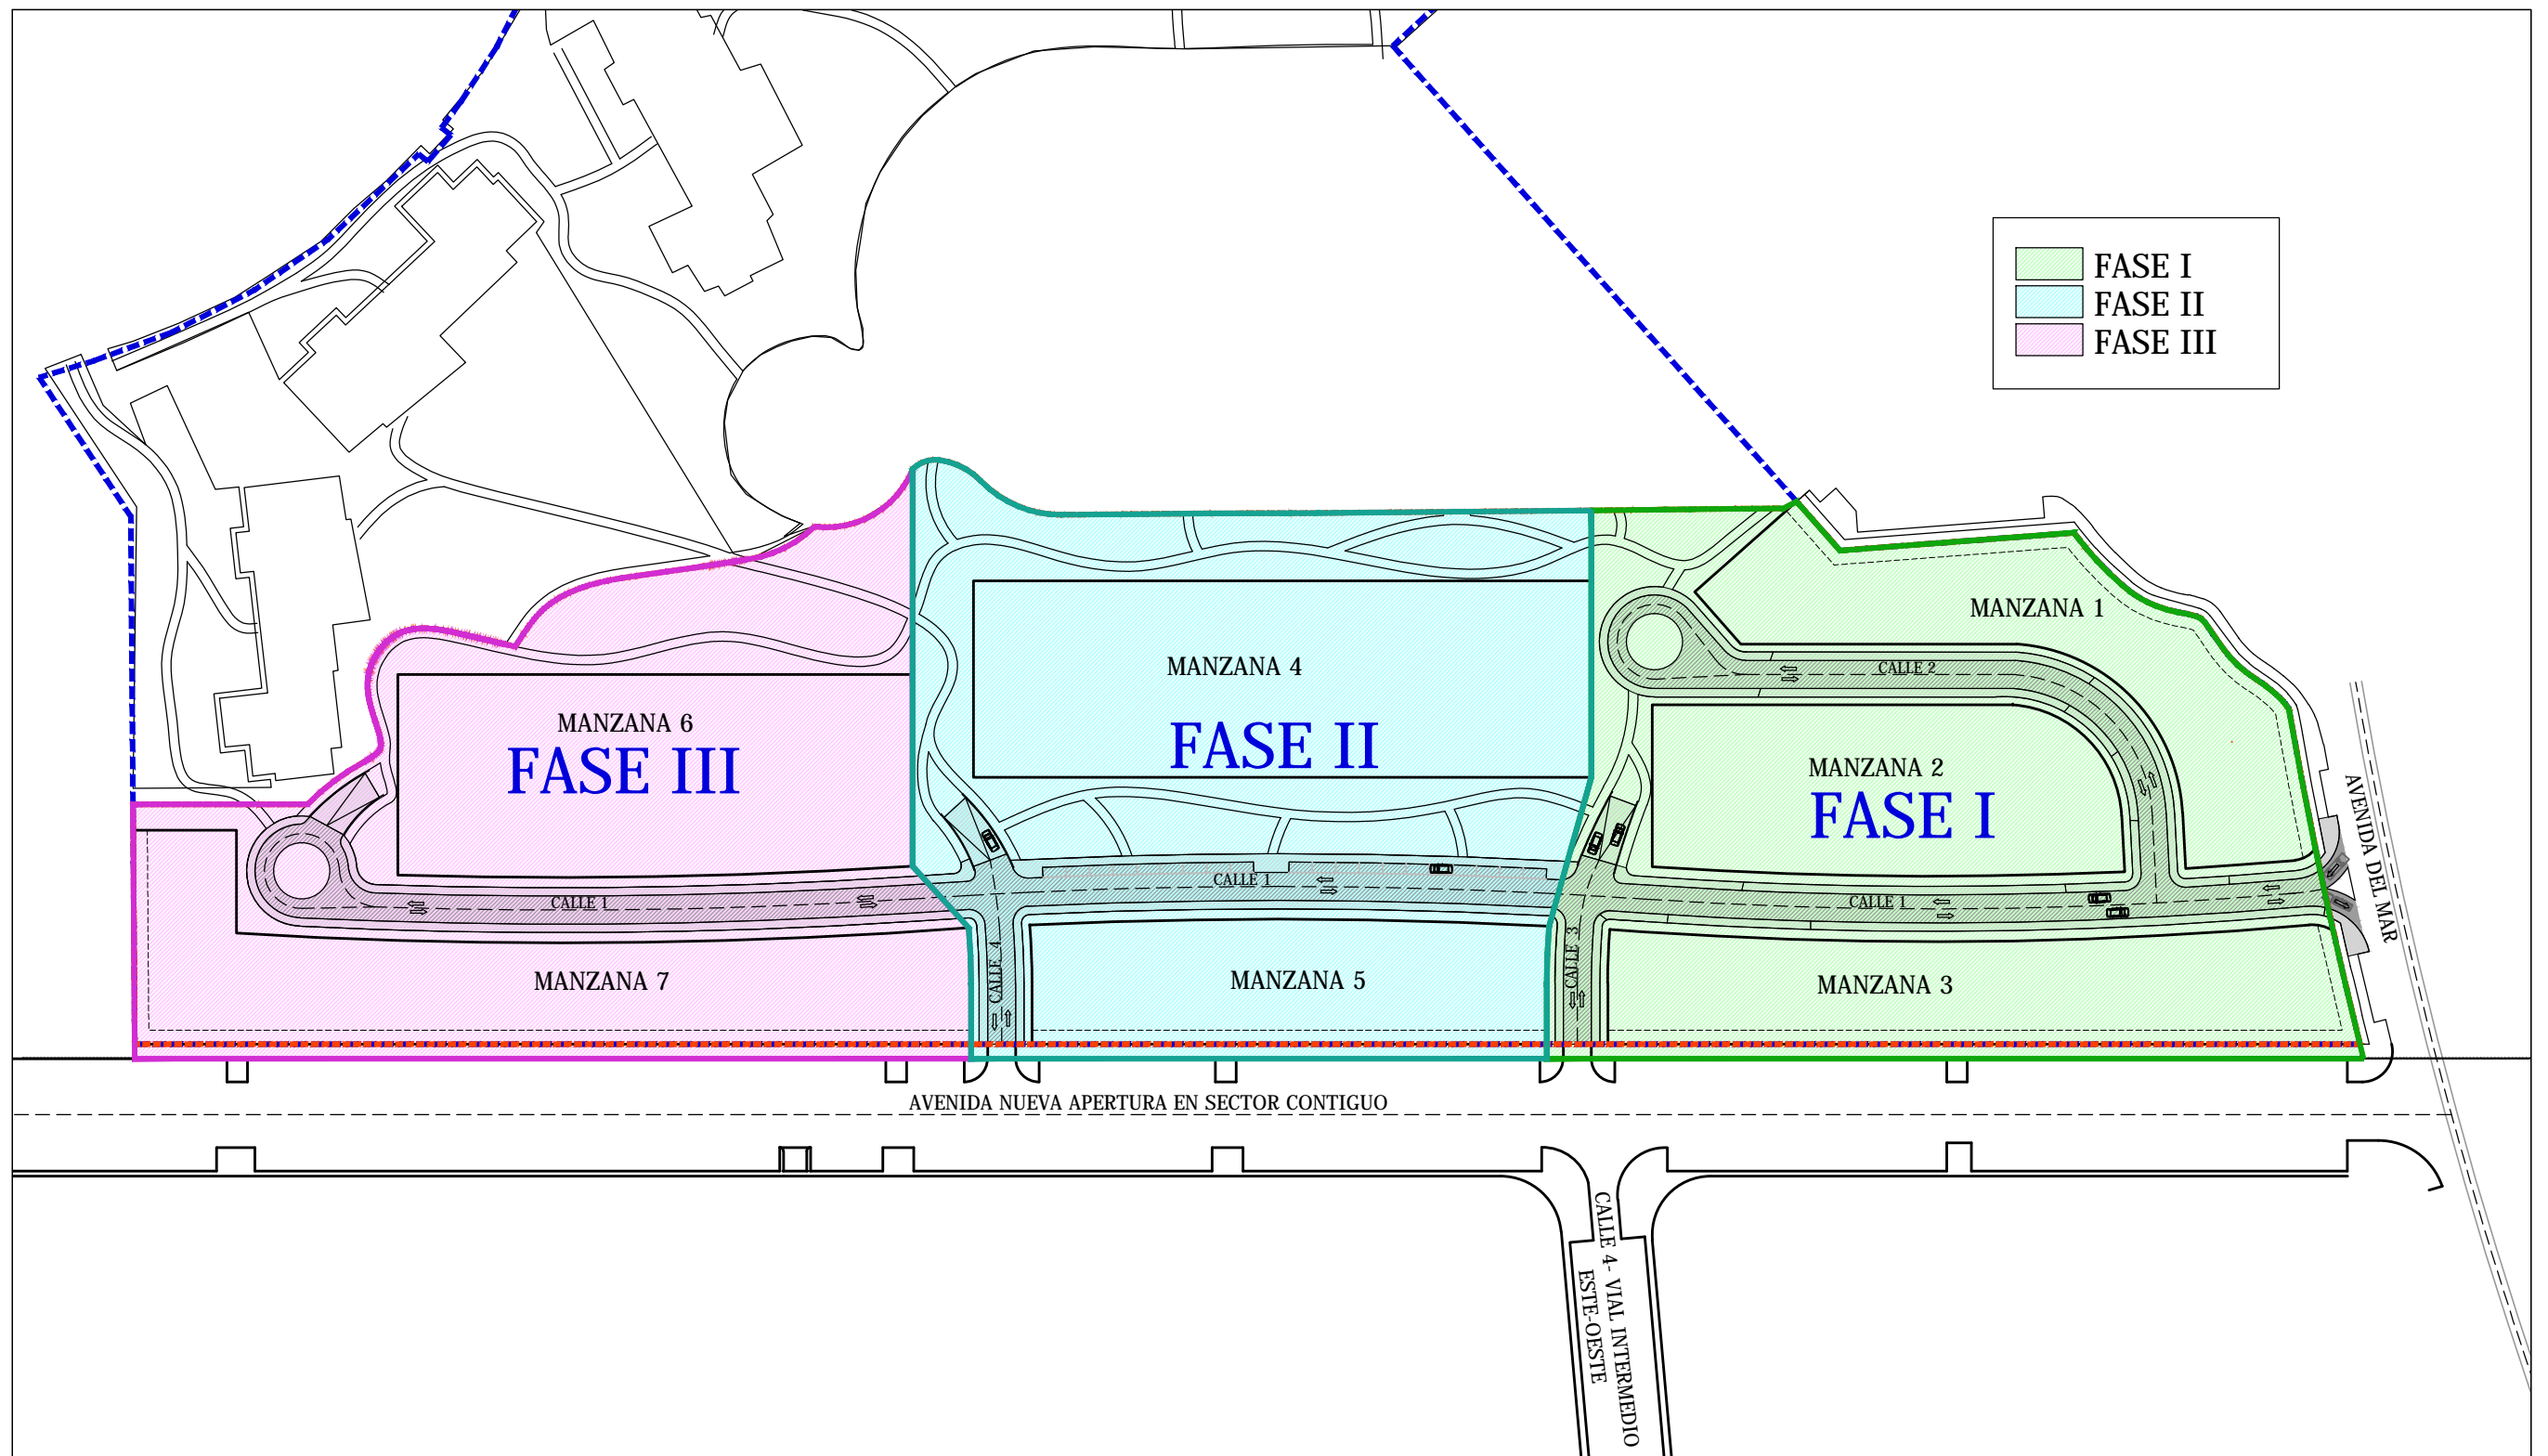 FASE I
FASE II
FASE III
MANZANA 1
MANZANA 4
CALLE 2
MANZANA 6
FASE III
FASE II
MANZANA 2
FASE I
AVENIDA DEL MAR
CALLE 1
CALLE 1
CALLE 1
CALLE 4
CALLE 3
MANZANA 7
MANZANA 5
MANZANA 3
AVENIDA NUEVA APERTURA EN SECTOR CONTIGUO
CALLE 4- VIAL INTERMEDIO
ESTE-OESTE